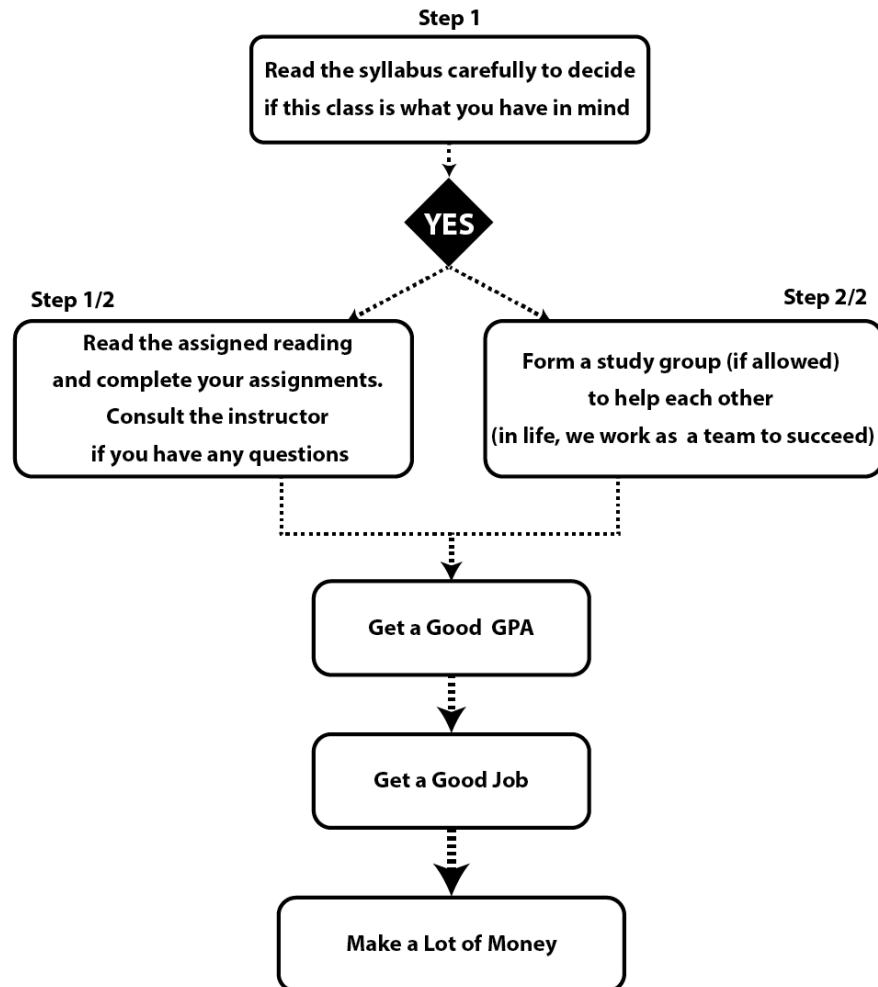 Step 1
Read the syllabus carefully to decide
if this class is what you have in mind
YES
Step 1/2
Read the assigned reading
and complete your assignments.
Consult the instructor
if you have any questions
Step 2/2
Form a study group (if allowed)
to help each other
(in life, we work as a team to succeed)
Get a Good GPA
Get a Good Job
Make a Lot of Money